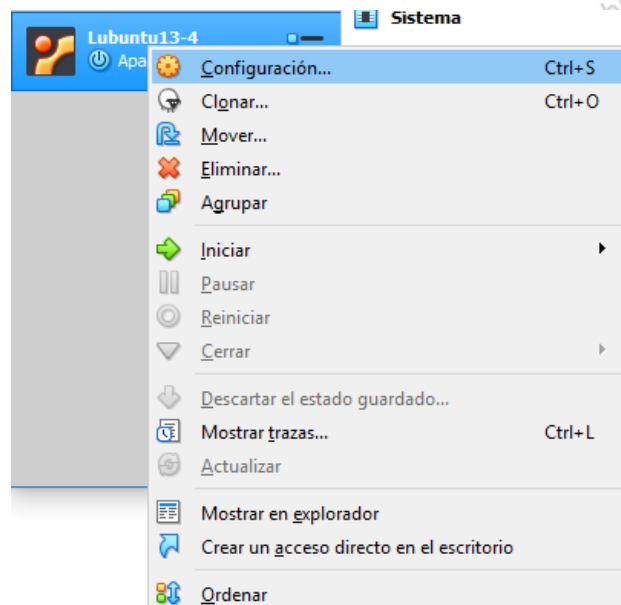 Sistema
Lubuntu13-4
Apa
Configuración... Ctrl+S
Clonar... Ctrl+O
Mover...
Eliminar...
Agrupar
Iniciar
Pausar
Reiniciar
Cerrar
Descartar el estado guardado...
Mostrar trazas... Ctrl+L
Actualizar
Mostrar en explorador
Crear un acceso directo en el escritorio
Ordenar